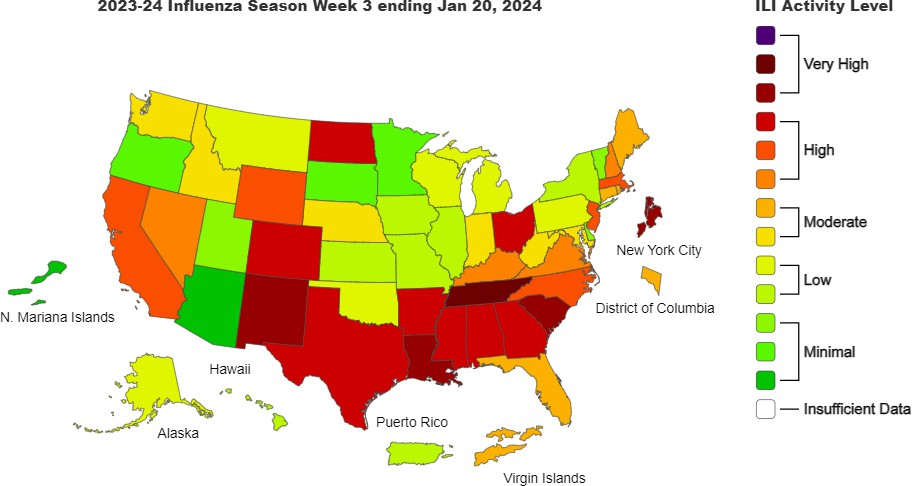 2023-24 Influenza Season Week 3 ending Jan 20, 2024
ILI Activity Level
Very High
High
Moderate
Low
Minimal
Insufficient Data
New York City
District of Columbia
N. Mariana Islands
Hawaii
Alaska
Puerto Rico
Virgin Islands